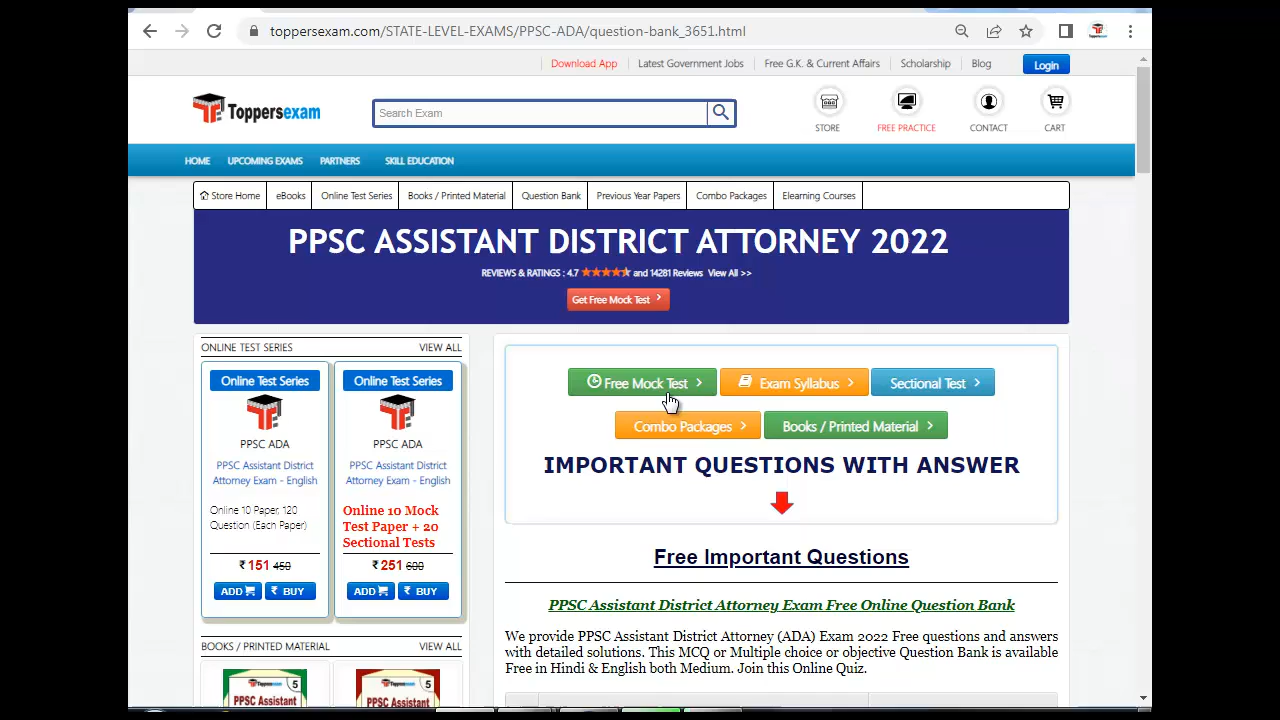 toppersexam.com/STATE-LEVEL-EXAMS/PPSC-ADA/question-bank_3651.html
Download App
Latest Government Jobs
Free G.K. & Current Affairs
Scholarship
Blog
Login
Toppersexam
Search Exam
STORE
FREE PRACTICE
CONTACT
CART
HOME
UPCOMING EXAMS
PARTNERS
SKILL EDUCATION
Store Home
eBooks
Online Test Series
Books / Printed Material
Question Bank
Previous Year Papers
Combo Packages
Elearning Courses
PPSC ASSISTANT DISTRICT ATTORNEY 2022
REVIEWS & RATINGS : 4.7 and 14281 Reviews View All >>
Get Free Mock Test
ONLINE TEST SERIES
VIEW ALL
Online Test Series
PPSC ADA
PPSC Assistant District
Attorney Exam - English
Online 10 Paper, 120
Question (Each Paper)
₹ 151 450
ADD
₹ BUY
Online Test Series
PPSC ADA
PPSC Assistant District
Attorney Exam - English
Online 10 Mock
Test Paper + 20
Sectional Tests
₹ 251 600
ADD
₹ BUY
BOOKS / PRINTED MATERIAL
VIEW ALL
Toppersexam 5
PPSC Assistant
Toppersexam 5
PPSC Assistant
Free Mock Test
Exam Syllabus
Sectional Test
Combo Packages
Books / Printed Material
IMPORTANT QUESTIONS WITH ANSWER
Free Important Questions
PPSC Assistant District Attorney Exam Free Online Question Bank
We provide PPSC Assistant District Attorney (ADA) Exam 2022 Free questions and answers
with detailed solutions. This MCQ or Multiple choice or objective Question Bank is available
Free in Hindi & English both Medium. Join this Online Quiz.